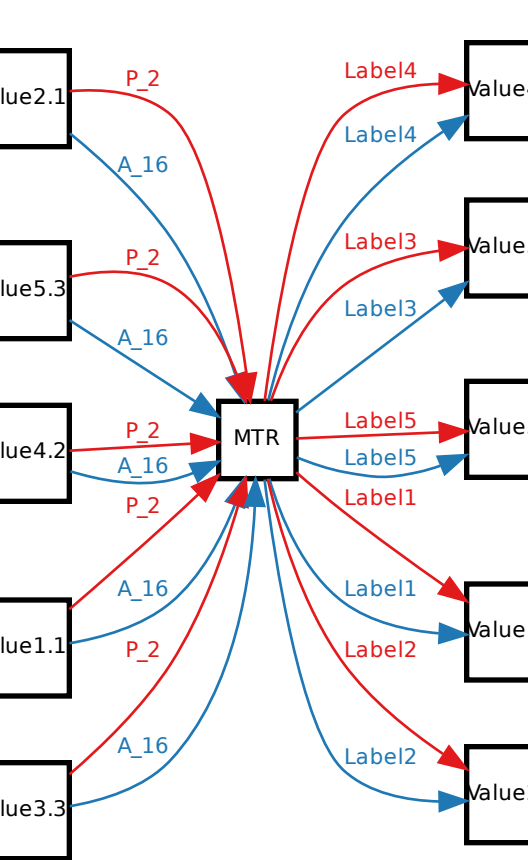 lue2.1
P_2
A_16
lue5.3
P_2
A_16
lue4.2
P_2
A_16
P_2
lue1.1
A_16
P_2
lue3.3
A_16
MTR
Label4
Value
Label4
Label3
Value
Label3
Label5
Value
Label5
Label1
Label1
Value
Label2
Label2
Value